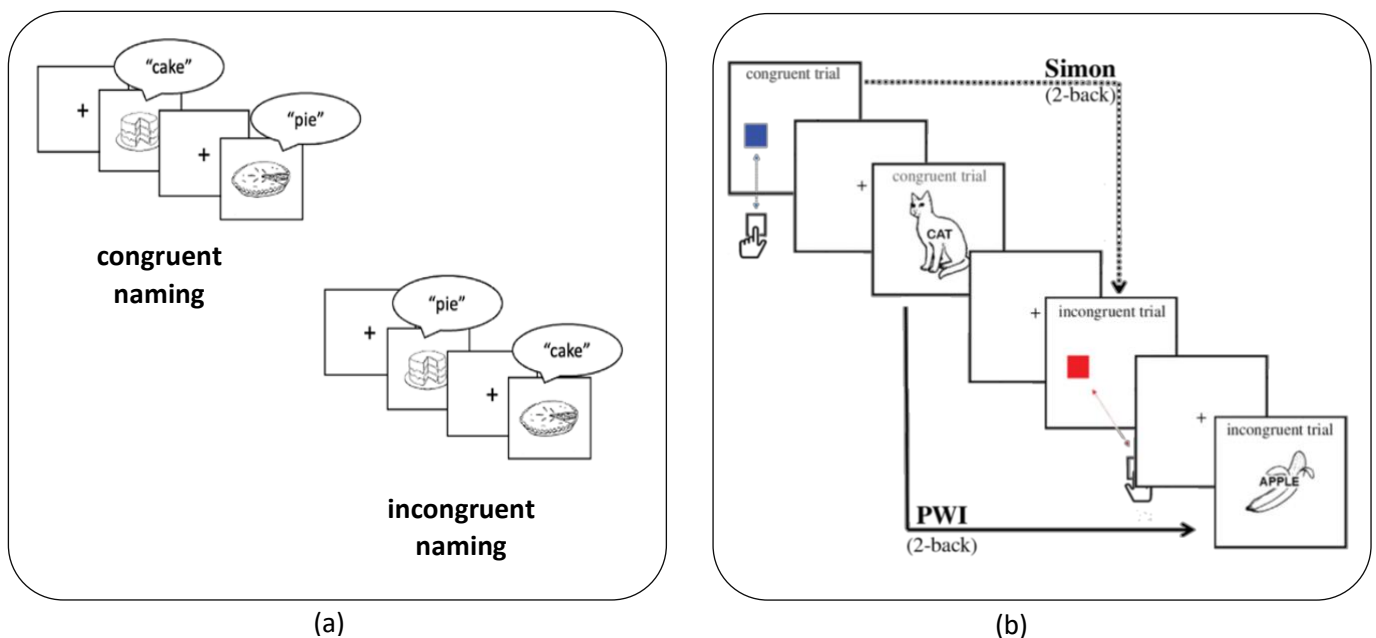 "cake"
"pie"
congruent
naming
"pie"
"cake"
incongruent
naming
(a)
congruent trial
Simon
(2-back)
congruent trial
CAT
incongruent trial
incongruent trial
APPLE
PWI
(2-back)
(b)